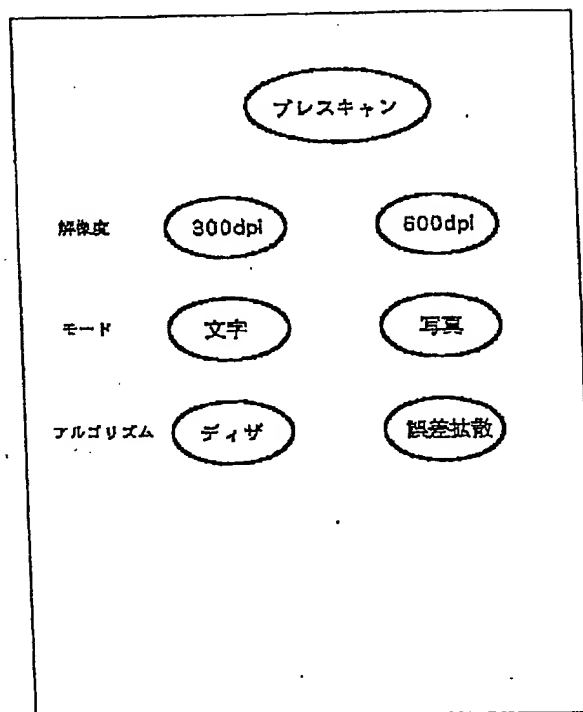 プレスキャン
解像度 300dpi 600dpi
モード 文字 写真
アルゴリズム ディザ 誤差拡散